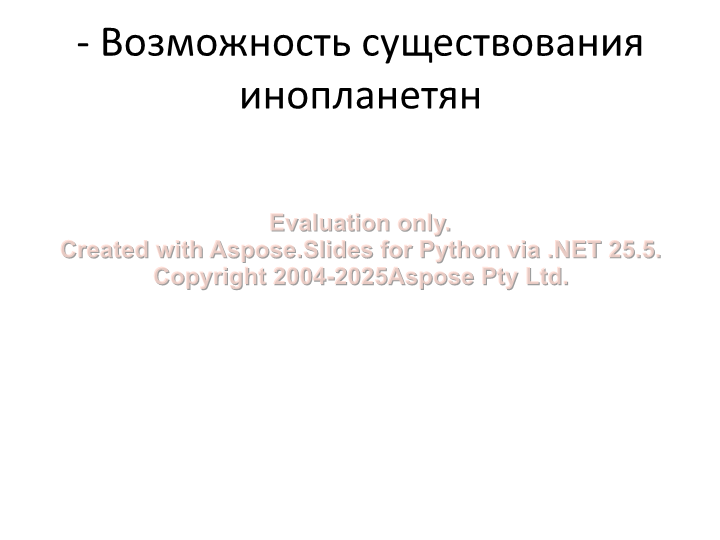 - Возможность существования
инопланетян
Evaluation only.
Created with Aspose.Slides for Python via .NET 25.5.
Copyright 2004-2025Aspose Pty Ltd.